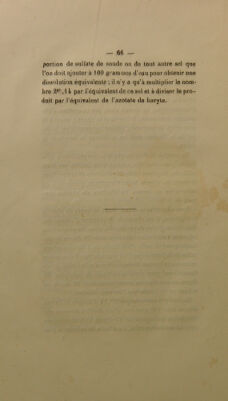 — 66 —
portion de sulfate de soude ou de tout autre sel que
l'on doit ajouter à 100 grammes d'eau pour obtenir une
dissolution équivalente ; il n'y a qu'à multiplier le nom-
bre 2gr,14 par l'équivalent de ce sel et à diviser le pro-
duit par l'équivalent de l'azotate de baryte.